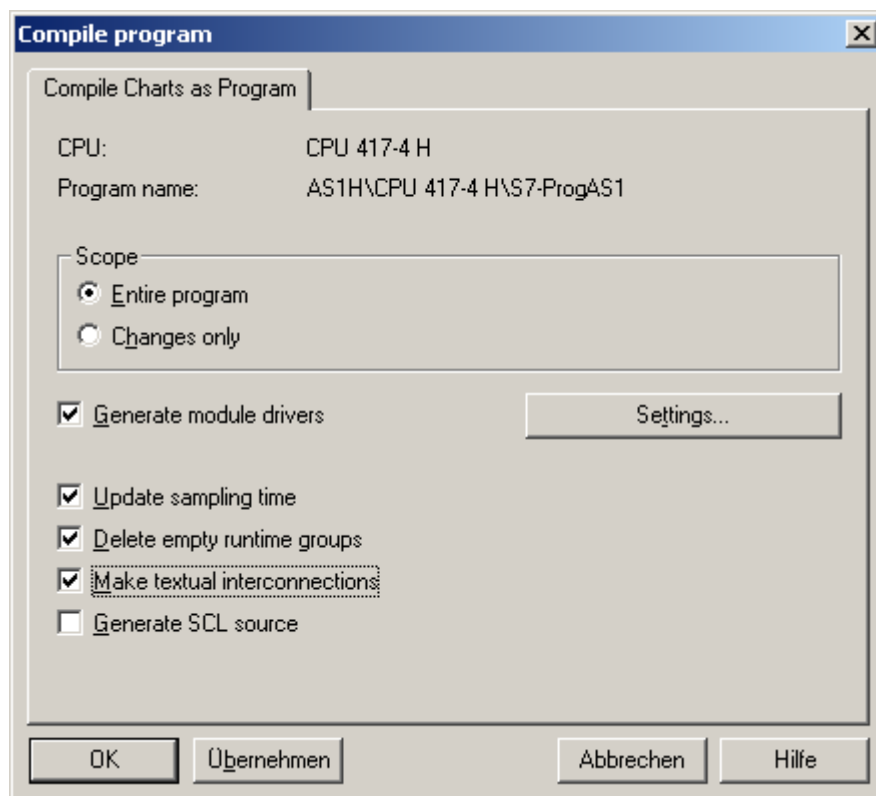 Compile program
Compile Charts as Program
CPU: CPU 417-4 H
Program name: AS1H\CPU 417-4 H\S7-ProgAS1
Scope
Entire program
Changes only
Generate module drivers Settings...
Update sampling time
Delete empty runtime groups
Make textual interconnections
Generate SCL source
OK Übernehmen Abbrechen Hilfe